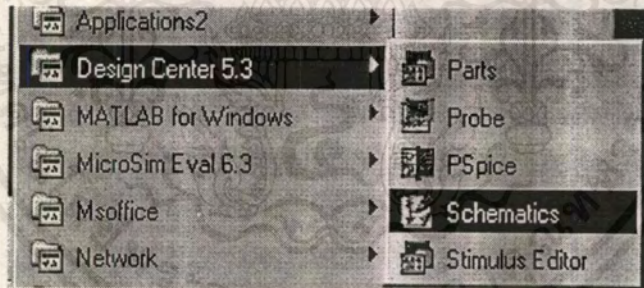 Applications2
Design Center 5.3
MATLAB for Windows
MicroSim Eval 6.3
Msoffice
Network
Parts
Probe
PSpice
Schematics
Stimulus Editor